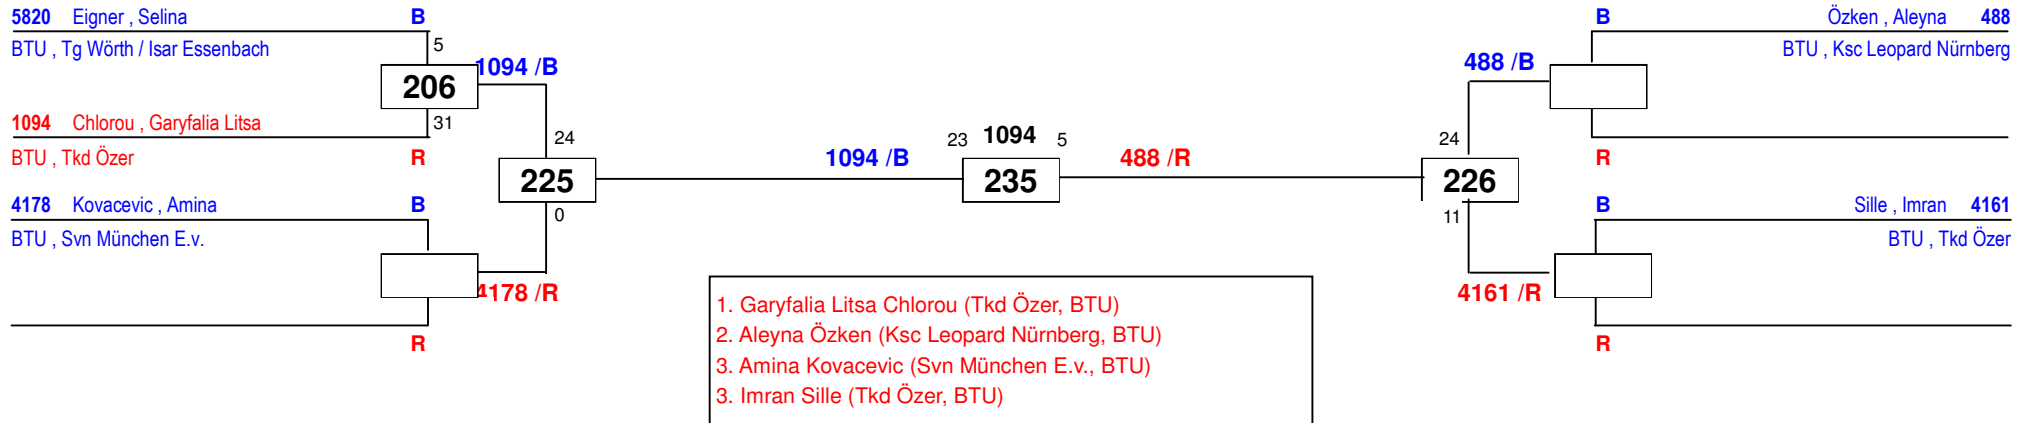 5820 Eigner , Selina B
BTU , Tg Wörth / Isar Essenbach
5
206
1094 /B
31
1094 Chlorou , Garyfalia Litsa
BTU , Tkd Özer R
24
225
0
4178 Kovacevic , Amina B
BTU , Svn München E.v.
4178 /R
R
1094 /B
23 1094 5
235
488 /R
B Özken , Aleyna 488
BTU , Ksc Leopard Nürnberg
488 /B
R
24
226
11
B Sille , Imran 4161
BTU , Tkd Özer
4161 /R
R
1. Garyfalia Litsa Chlorou (Tkd Özer, BTU)
2. Aleyna Özken (Ksc Leopard Nürnberg, BTU)
3. Amina Kovacevic (Svn München E.v., BTU)
3. Imran Sille (Tkd Özer, BTU)